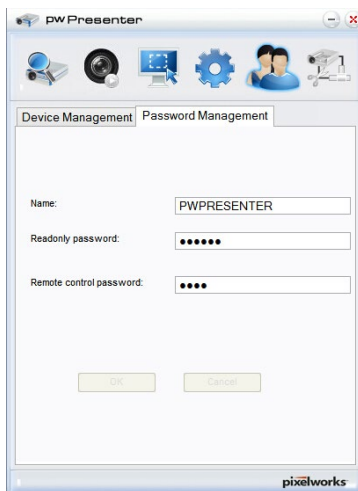 pw Presenter
Device Management Password Management
Name: PWPRESENTER
Readonly password: ●●●●●●
Remote control password: ●●●●
OK Cancel
pixelworks